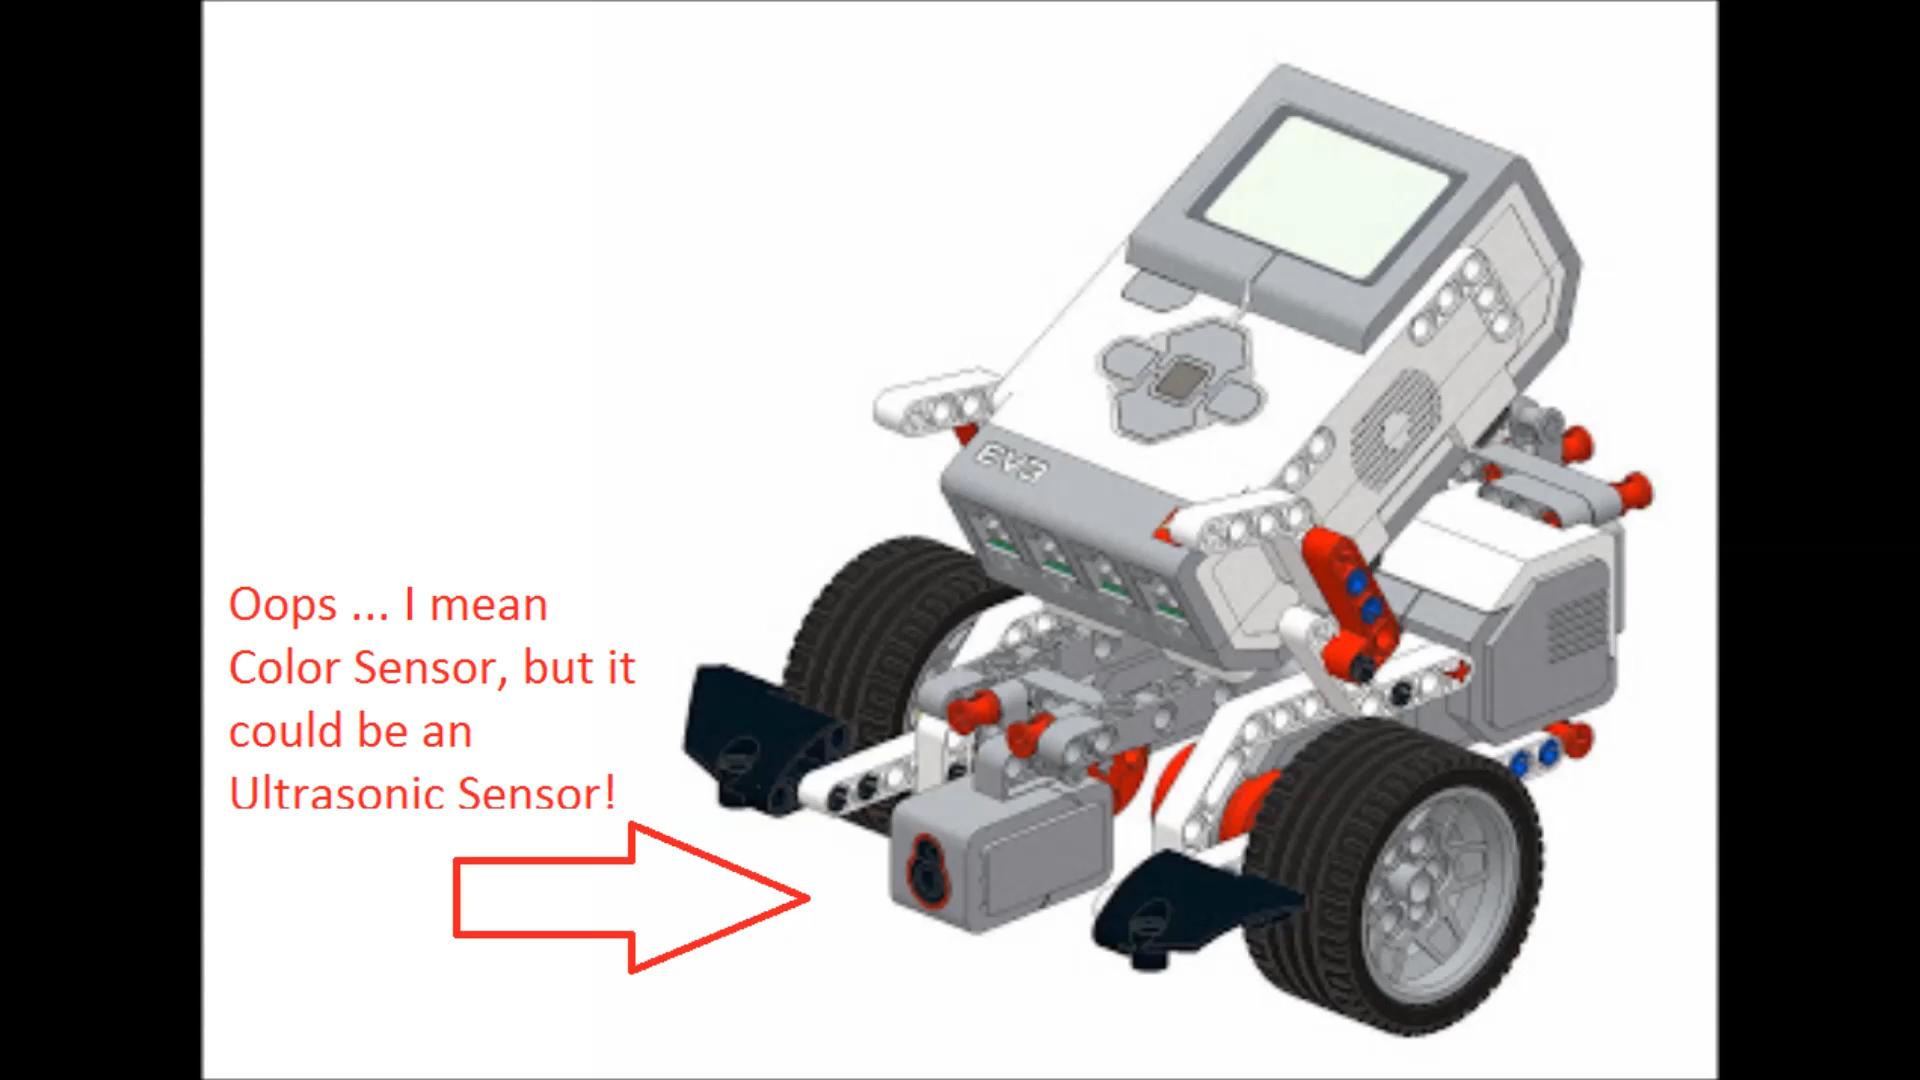 EV3
Oops ... I mean
Color Sensor, but it
could be an
Ultrasonic Sensor!